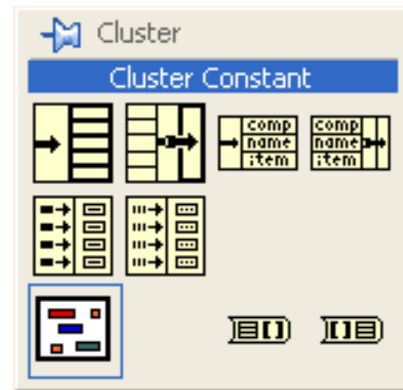 Cluster
Cluster Constant
comp comp
name name
item item